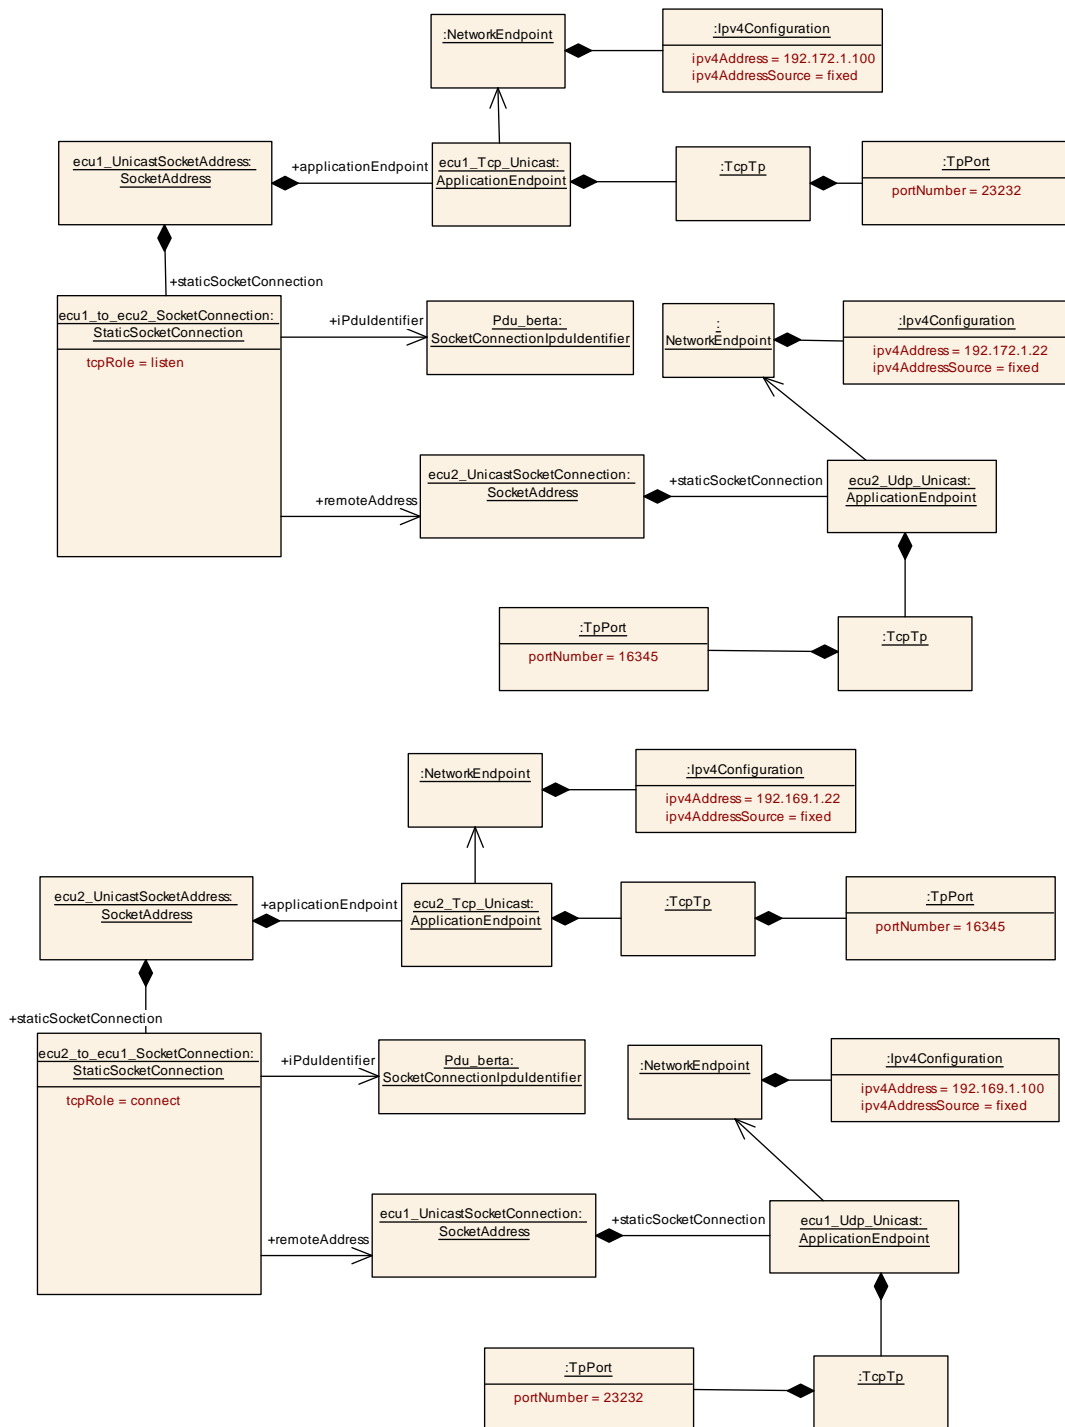 :NetworkEndpoint
:Ipv4Configuration
ipv4Address = 192.172.1.100
ipv4AddressSource = fixed
ecu1_UnicastSocketAddress:
SocketAddress
+applicationEndpoint
ecu1_Tcp_Unicast:
ApplicationEndpoint
:TcpTp
:TpPort
portNumber = 23232
+staticSocketConnection
ecu1_to_ecu2_SocketConnection:
StaticSocketConnection
tcpRole = listen
+iPduIdentifier
Pdu_berta:
SocketConnectionIpduIdentifier
:
NetworkEndpoint
:Ipv4Configuration
ipv4Address = 192.172.1.22
ipv4AddressSource = fixed
+remoteAddress
ecu2_UnicastSocketConnection:
SocketAddress
+staticSocketConnection
ecu2_Udp_Unicast:
ApplicationEndpoint
:TpPort
portNumber = 16345
:TcpTp
:NetworkEndpoint
:Ipv4Configuration
ipv4Address = 192.169.1.22
ipv4AddressSource = fixed
ecu2_UnicastSocketAddress:
SocketAddress
+applicationEndpoint
ecu2_Tcp_Unicast:
ApplicationEndpoint
:TcpTp
:TpPort
portNumber = 16345
+staticSocketConnection
ecu2_to_ecu1_SocketConnection:
StaticSocketConnection
tcpRole = connect
+iPduIdentifier
Pdu_berta:
SocketConnectionIpduIdentifier
:NetworkEndpoint
:Ipv4Configuration
ipv4Address = 192.169.1.100
ipv4AddressSource = fixed
+remoteAddress
ecu1_UnicastSocketConnection:
SocketAddress
+staticSocketConnection
ecu1_Udp_Unicast:
ApplicationEndpoint
:TpPort
portNumber = 23232
:TcpTp